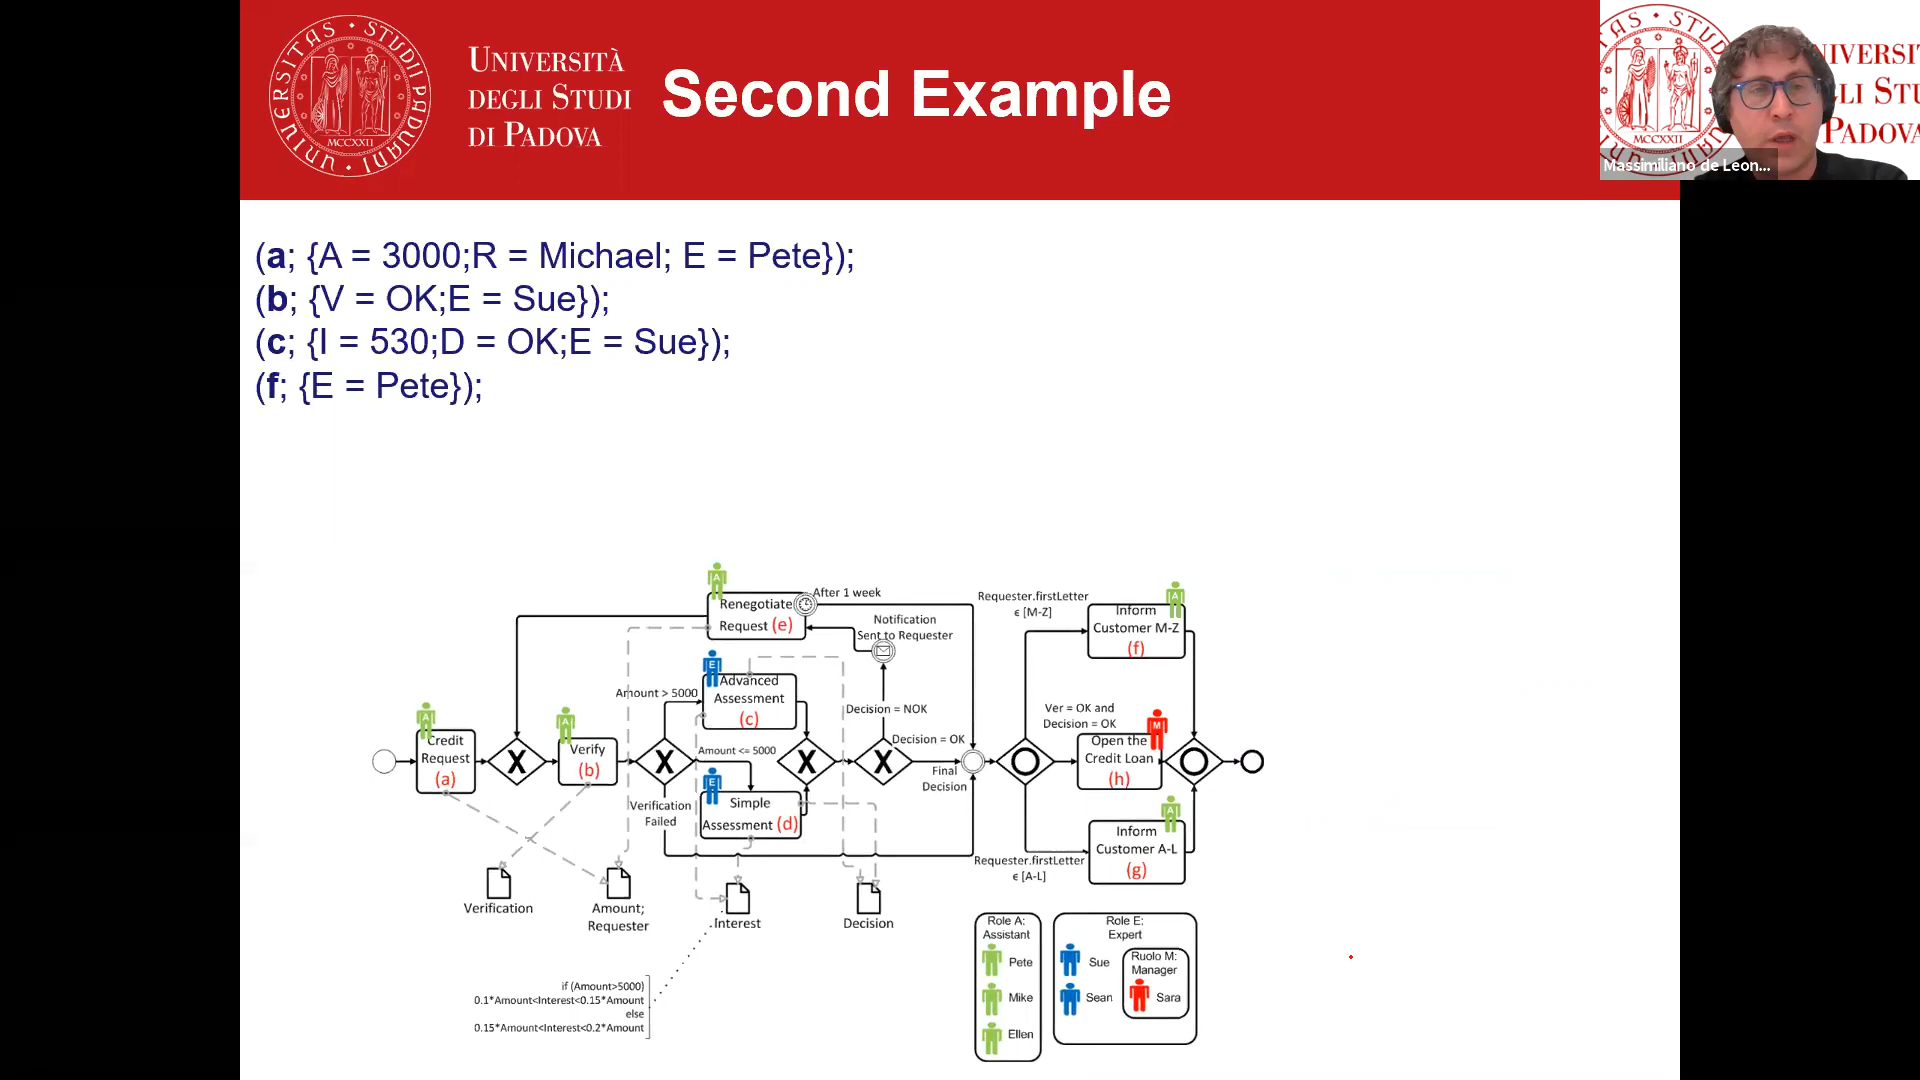 UNIVERSITAS STUDII PADUANI
MCCXXII
UNIVERSITÀ
DEGLI STUDI
DI PADOVA
Second Example
MCCXXII
Massimiliano de Leon...
(a; {A = 3000;R = Michael; E = Pete});
(b; {V = OK;E = Sue});
(c; {I = 530;D = OK;E = Sue});
(f; {E = Pete});
A
Renegotiate
Request (e)
After 1 week
Notification
Sent to Requester
Requester.firstLetter
ϵ [M-Z]
A
Inform
Customer M-Z
(f)
E
Advanced
Assessment
(c)
Amount > 5000
Decision = NOK
Ver = OK and
Decision = OK
M
Open the
Credit Loan
(h)
A
Credit
Request
(a)
X
A
Verify
(b)
X
Amount <= 5000
X
X
Decision = OK
Final
Decision
E
Simple
Assessment (d)
Verification
Failed
Requester.firstLetter
ϵ [A-L]
A
Inform
Customer A-L
(g)
Verification
Amount;
Requester
Interest
Decision
if (Amount>5000)
0.1*Amount<Interest<0.15*Amount
else
0.15*Amount<Interest<0.2*Amount
Role A:
Assistant
Pete
Mike
Ellen
Role E:
Expert
Sue
Sean
Ruolo M:
Manager
Sara